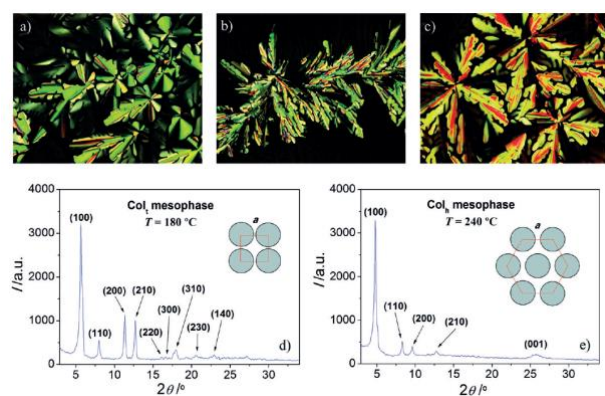 a)
b)
c)
4000
3000
2000
1000
0
I/a.u.
Colt mesophase
T = 180 °C
a
(100)
(110)
(200)
(210)
(220)
(300)
(310)
(230)
(140)
d)
5 10 15 20 25 30
2θ/°
4000
3000
2000
1000
0
I/a.u.
Colh mesophase
T = 240 °C
a
(100)
(110)
(200)
(210)
(001)
e)
5 10 15 20 25 30
2θ/°